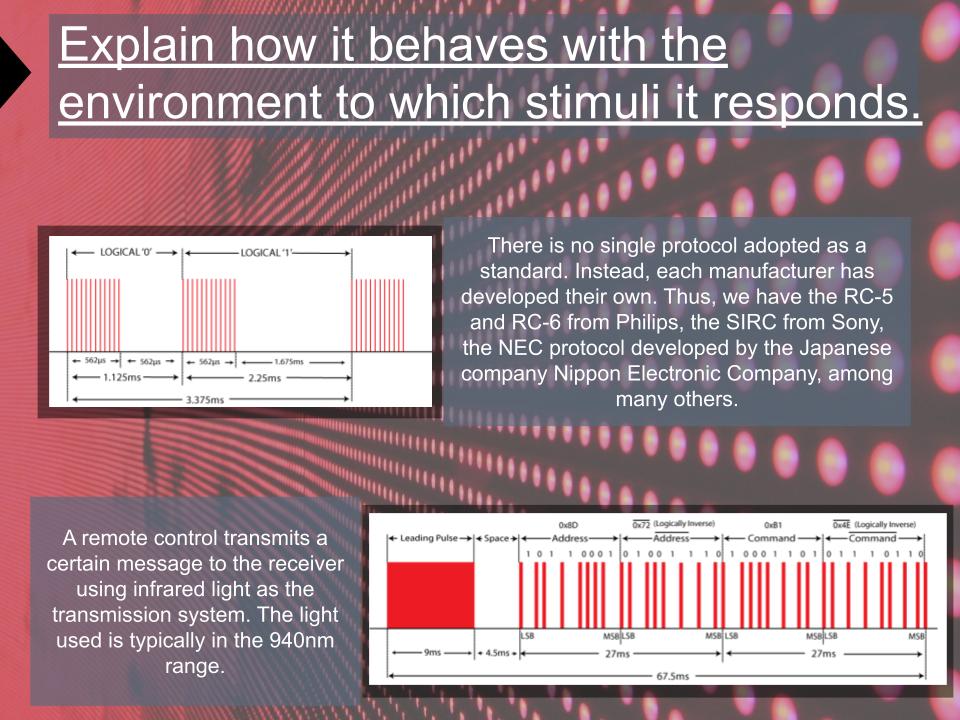 Explain how it behaves with the
environment to which stimuli it responds.
LOGICAL '0'
LOGICAL '1'
562µs
562µs
562µs
1.675ms
1.125ms
2.25ms
3.375ms
There is no single protocol adopted as a
standard. Instead, each manufacturer has
developed their own. Thus, we have the RC-5
and RC-6 from Philips, the SIRC from Sony,
the NEC protocol developed by the Japanese
company Nippon Electronic Company, among
many others.
A remote control transmits a
certain message to the receiver
using infrared light as the
transmission system. The light
used is typically in the 940nm
range.
0x8D 0x72 (Logically Inverse) 0xB1 0x4E (Logically Inverse)
Leading Pulse Space Address Address Command Command
1 0 1 1 0 0 0 1 0 1 0 0 1 1 1 0 1 0 0 0 1 1 0 1 0 1 1 1 0 0 1 0
LSB MSB LSB MSB LSB MSB LSB MSB
9ms 4.5ms 27ms 27ms
67.5ms